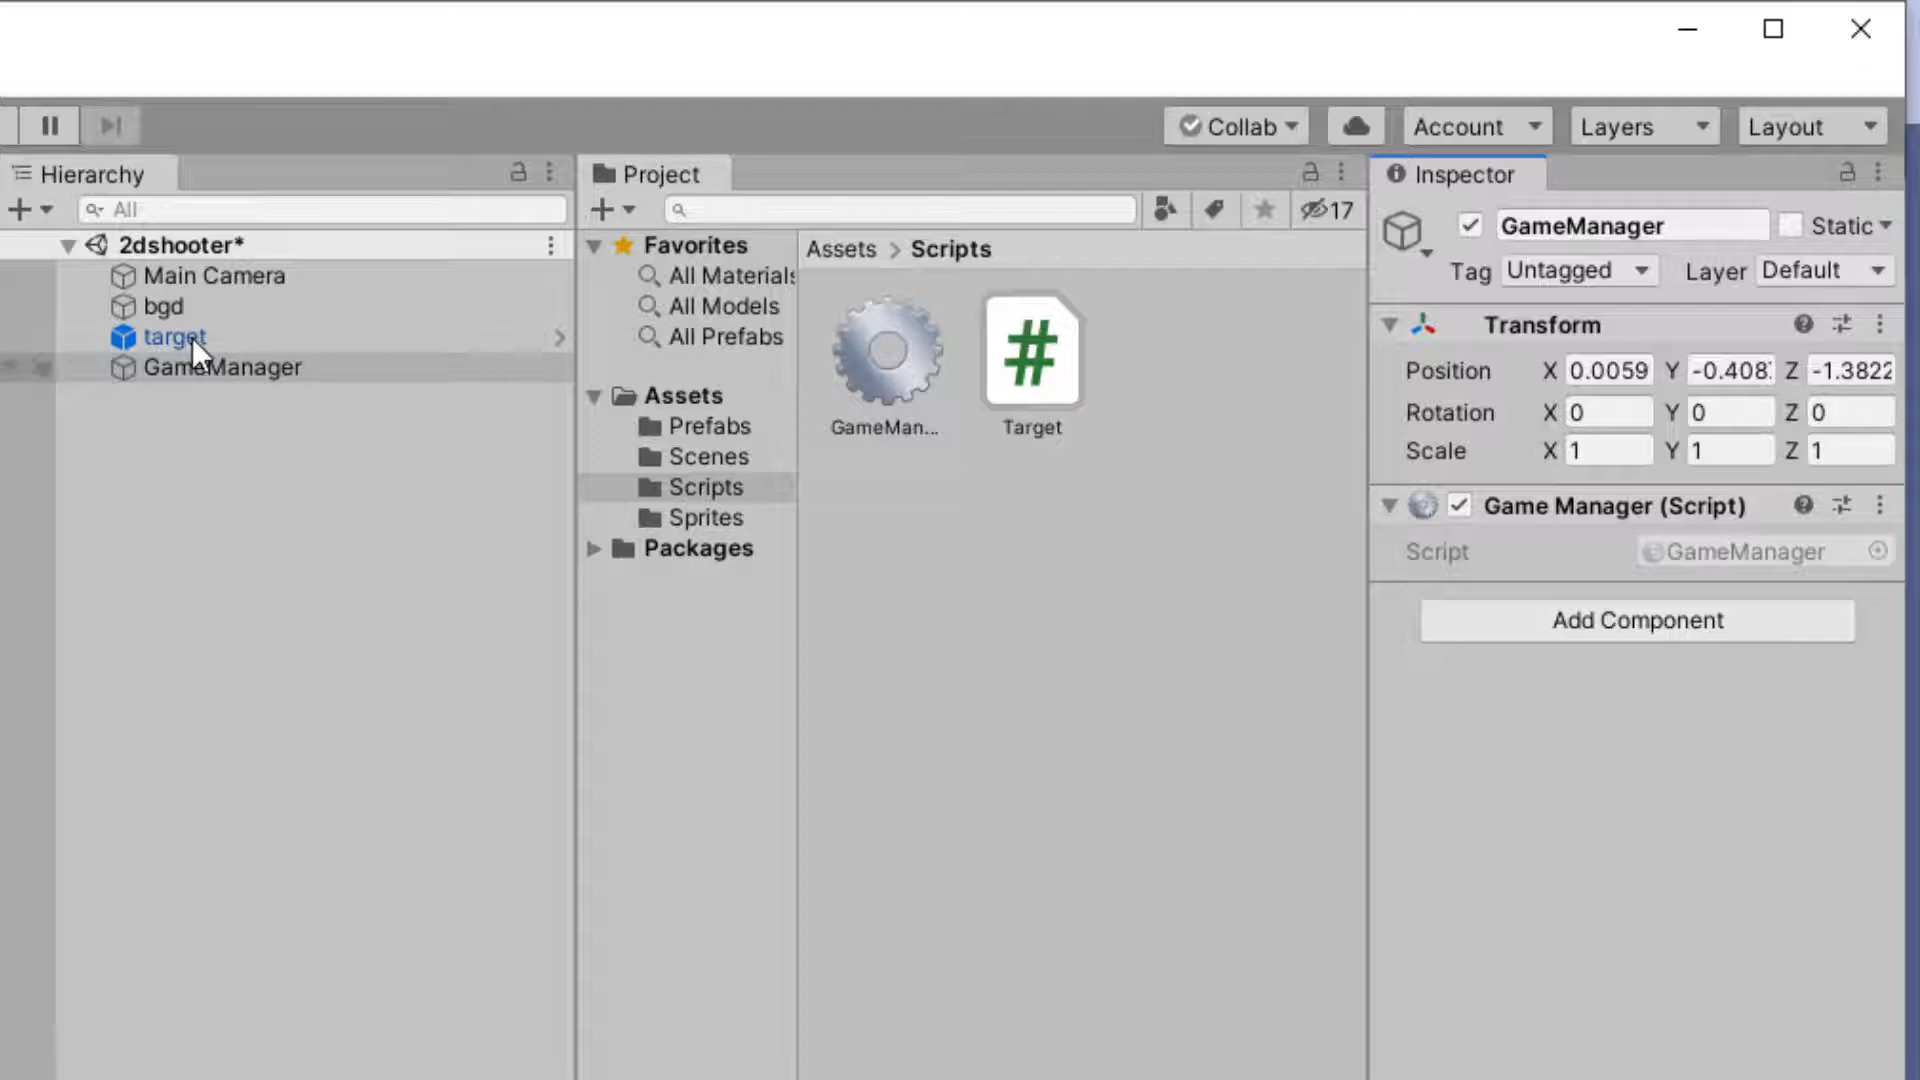 Collab
Account
Layers
Layout
Hierarchy
All
2dshooter*
Main Camera
bgd
target
GameManager
Project
17
Favorites
All Materials
All Models
All Prefabs
Assets
Prefabs
Scenes
Scripts
Sprites
Packages
Assets > Scripts
GameMan...
Target
#
Inspector
GameManager
Static
Tag Untagged Layer Default
Transform
Position X 0.0059 Y -0.408 Z -1.3822
Rotation X 0 Y 0 Z 0
Scale X 1 Y 1 Z 1
Game Manager (Script)
Script GameManager
Add Component